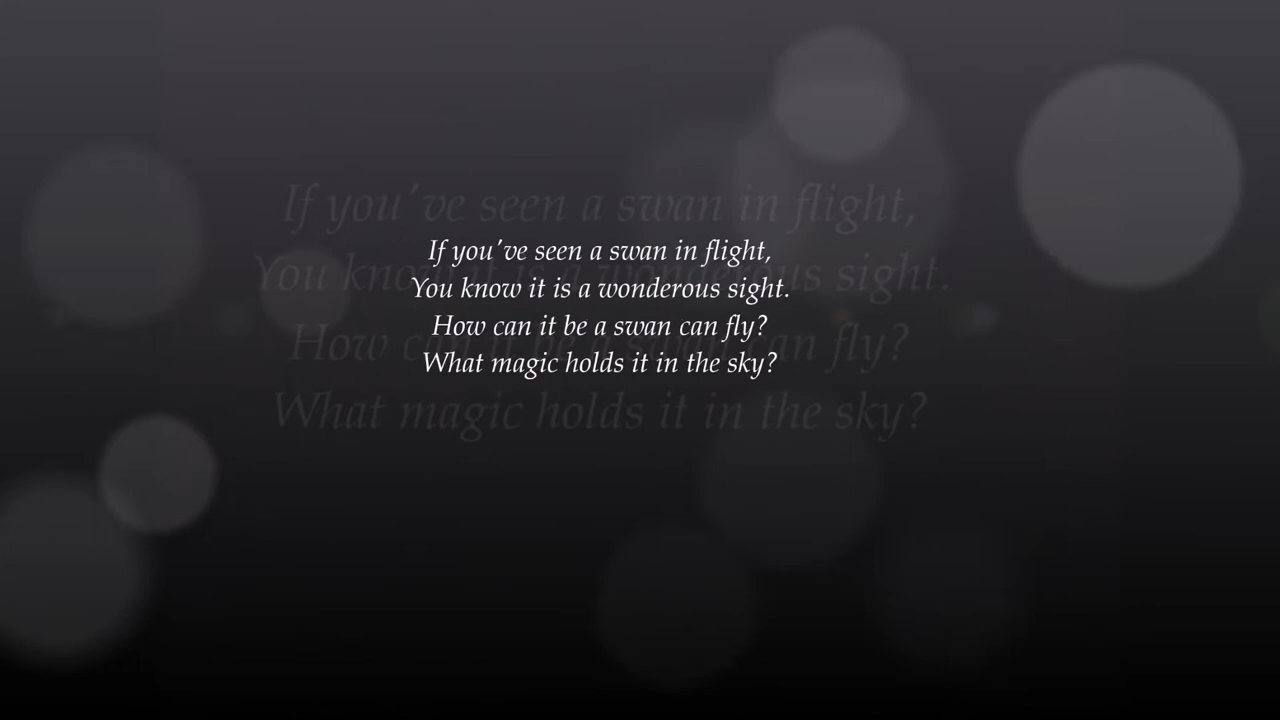 If you've seen a swan in flight,
You know it is a wonderous sight.
How can it be a swan can fly?
What magic holds it in the sky?